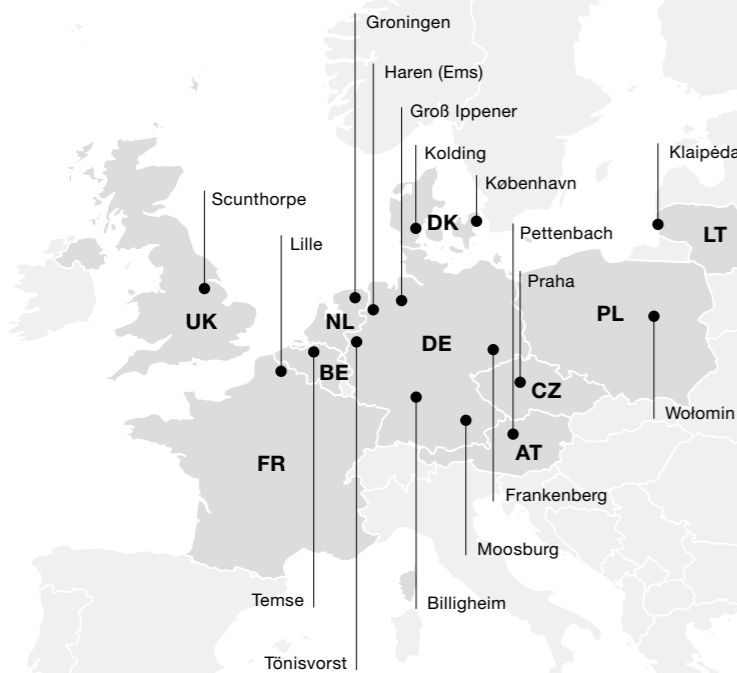 Groningen
Haren (Ems)
Groß Ippener
Kolding
Klaipėda
København
Scunthorpe
DK
Pettenbach
LT
Lille
Praha
PL
UK
NL
DE
BE
CZ
Wołomin
AT
FR
Frankenberg
Moosburg
Temse
Billigheim
Tönisvorst